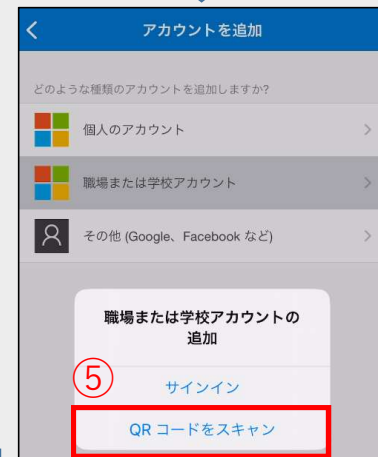 アカウントを追加
どのような種類のアカウントを追加しますか?
個人のアカウント
職場または学校アカウント
その他 (Google、Facebook など)
職場または学校アカウントの
追加
⑤
サインイン
QR コードをスキャン